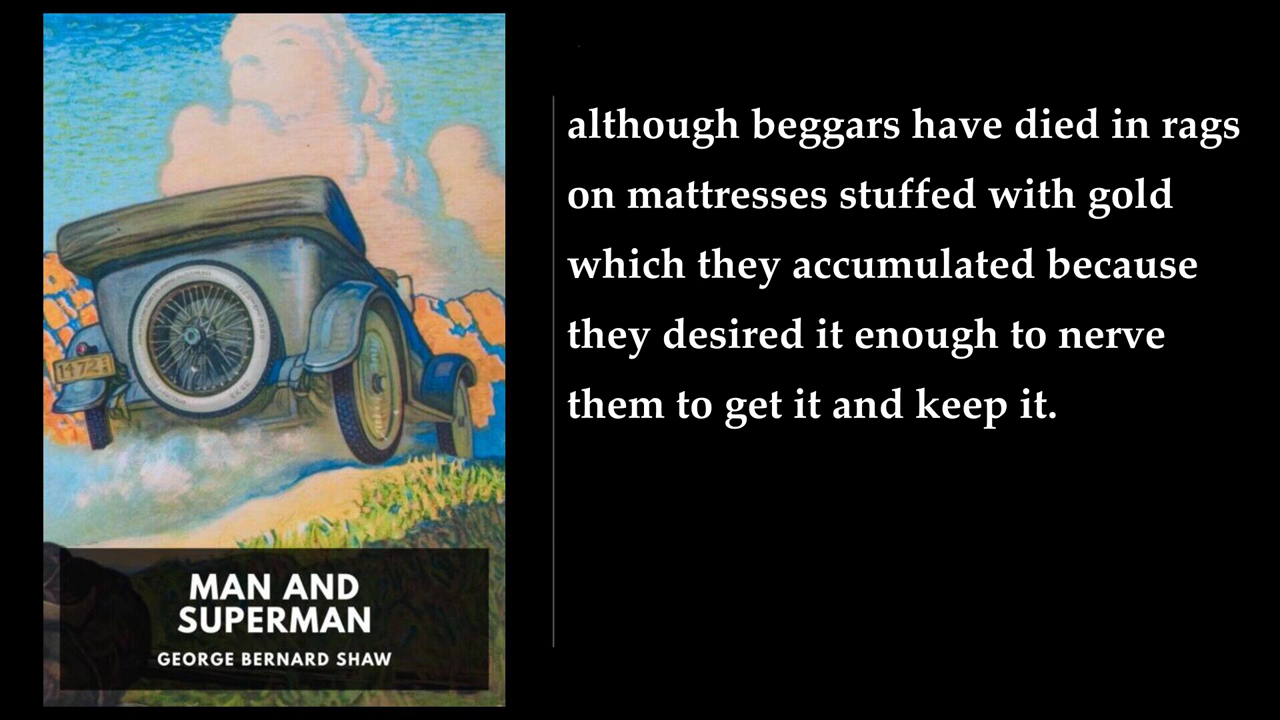 although beggars have died in rags
on mattresses stuffed with gold
which they accumulated because
they desired it enough to nerve
them to get it and keep it.
1472
MAN AND
SUPERMAN
GEORGE BERNARD SHAW